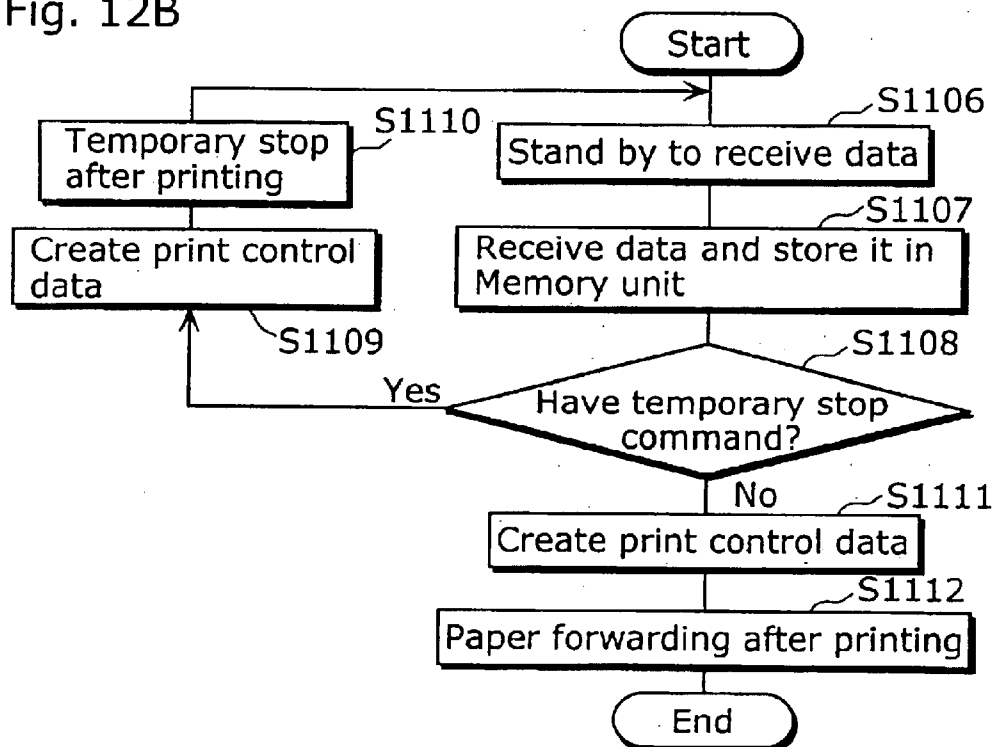 Fig. 12B
Start
S1106
Stand by to receive data
S1107
Receive data and store it in
Memory unit
S1108
Have temporary stop
command?
Yes
S1109
Create print control
data
S1110
Temporary stop
after printing
No
S1111
Create print control data
S1112
Paper forwarding after printing
End